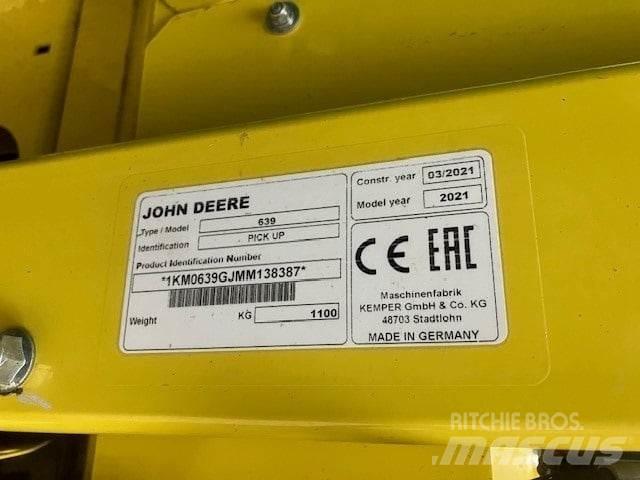 JOHN DEERE
Type / Model 639
Identification PICK UP
Product Identification Number
*1KM0639GJMM138387*
Weight KG 1100
Constr. year 03/2021
Model year 2021
CE EAC
Maschinenfabrik
KEMPER GmbH & Co. KG
48703 Stadtlohn
MADE IN GERMANY
RITCHIE BROS.
mascus